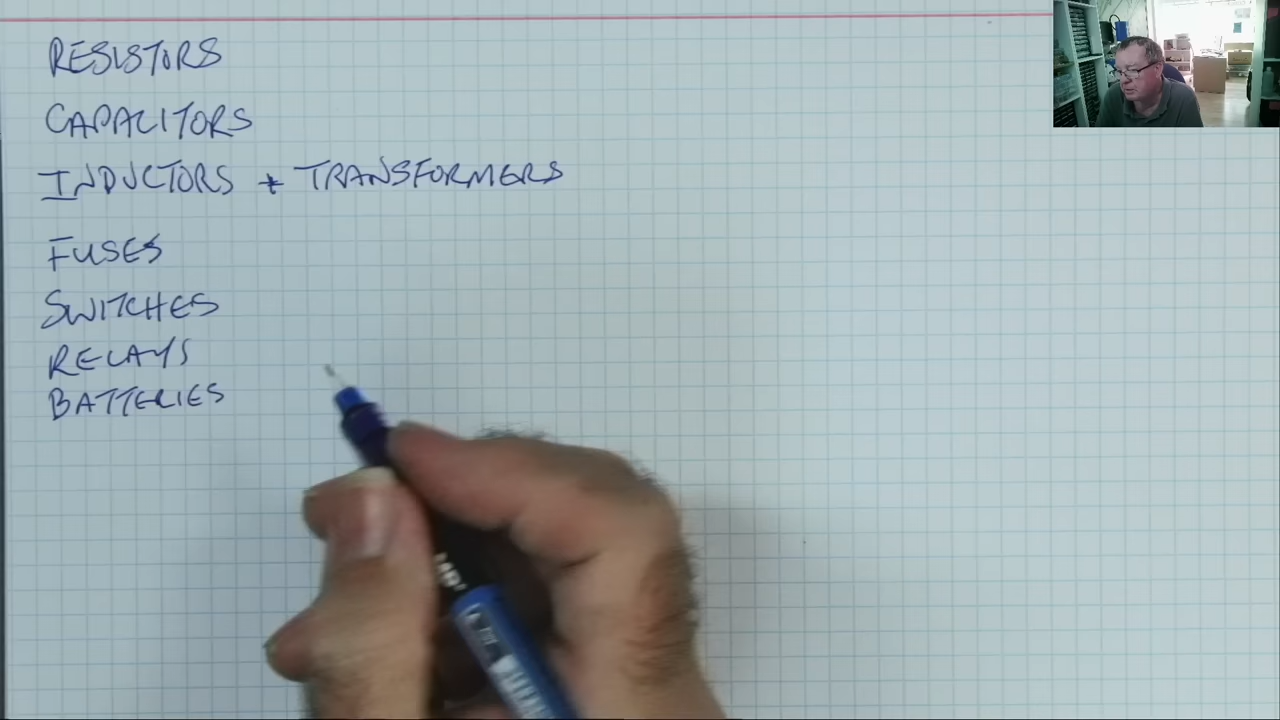 RESISTORS
CAPACITORS
INDUCTORS + TRANSFORMERS
FUSES
SWITCHES
RELAYS
BATTERIES